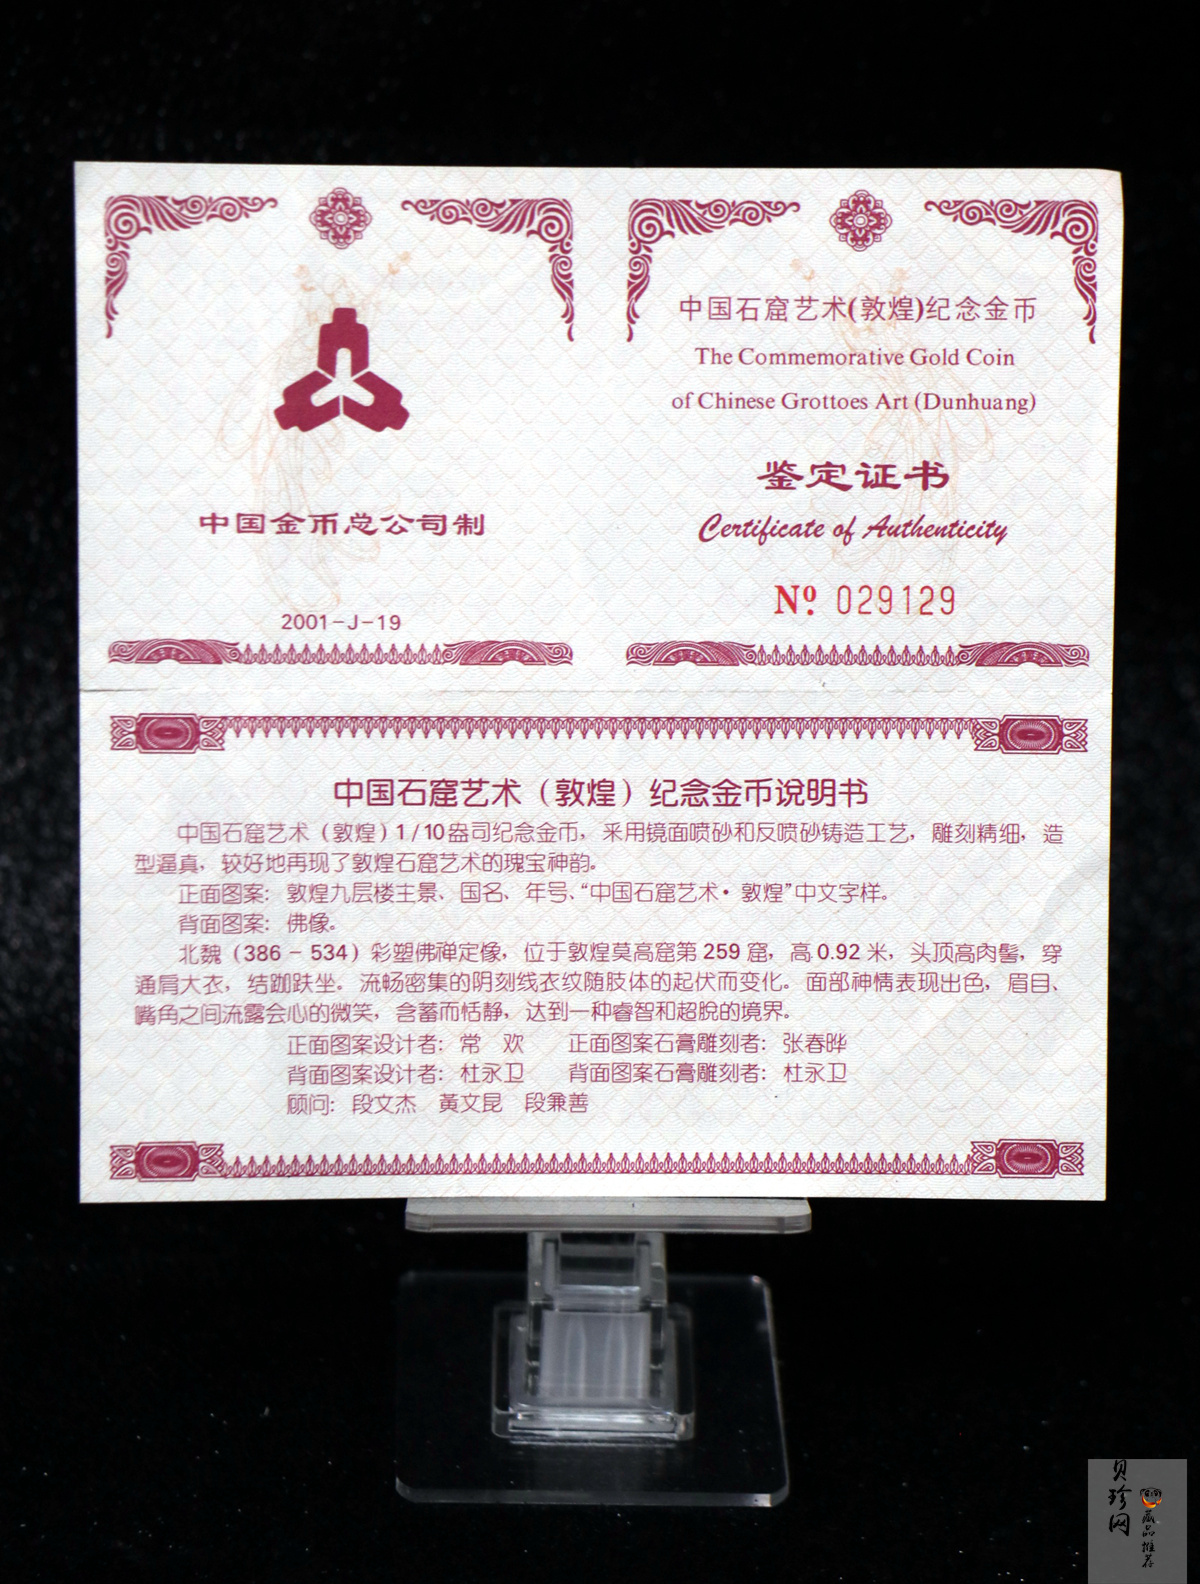 中国金币总公司制
2001-J-19
中国石窟艺术(敦煌)纪念金币
The Commemorative Gold Coin
of Chinese Grottoes Art (Dunhuang)
鉴定证书
Certificate of Authenticity
Nº. 029129
中国石窟艺术（敦煌）纪念金币说明书
中国石窟艺术（敦煌）1/10盎司纪念金币，采用镜面喷砂和反喷砂铸造工艺，雕刻精细，造
型逼真，较好地再现了敦煌石窟艺术的瑰宝神韵。
正面图案：敦煌九层楼主景、国名、年号、“中国石窟艺术·敦煌”中文字样。
背面图案：佛像。
北魏（386-534）彩塑佛禅定像，位于敦煌莫高窟第259窟，高0.92米，头顶高肉髻，穿
通肩大衣，结跏趺坐。流畅密集的阴刻线衣纹随肢体的起伏而变化。面部神情表现出色，眉目、
嘴角之间流露会心的微笑，含蓄而恬静，达到一种睿智和超脱的境界。
正面图案设计者：常　欢　　正面图案石膏雕刻者：张春晔
背面图案设计者：杜永卫　　背面图案石膏雕刻者：杜永卫
顾问：段文杰　黄文昆　段兼善
贝珍网
藏品推荐